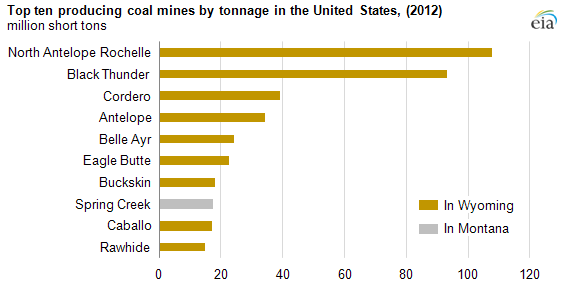 Top ten producing coal mines by tonnage in the United States, (2012)
million short tons
eia
North Antelope Rochelle
Black Thunder
Cordero
Antelope
Belle Ayr
Eagle Butte
Buckskin
Spring Creek
Caballo
Rawhide
In Wyoming
In Montana
0 20 40 60 80 100 120